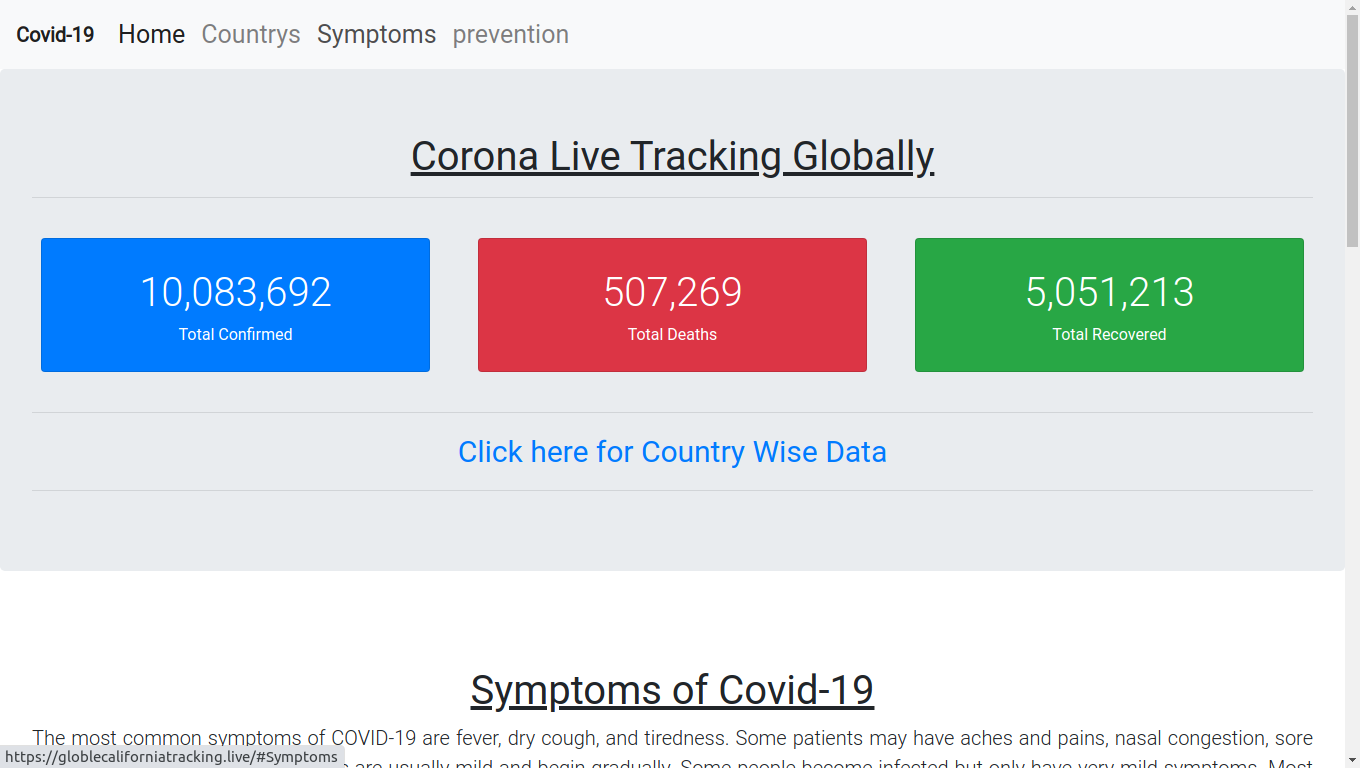 Covid-19 Home Countrys Symptoms prevention
Corona Live Tracking Globally
10,083,692
Total Confirmed
507,269
Total Deaths
5,051,213
Total Recovered
Click here for Country Wise Data
Symptoms of Covid-19
The most common symptoms of COVID-19 are fever, dry cough, and tiredness. Some patients may have aches and pains, nasal congestion, sore
are usually mild and begin gradually. Some people become infected but only have very mild symptoms. Most
https://globlecaliforniatracking.live/#Symptoms